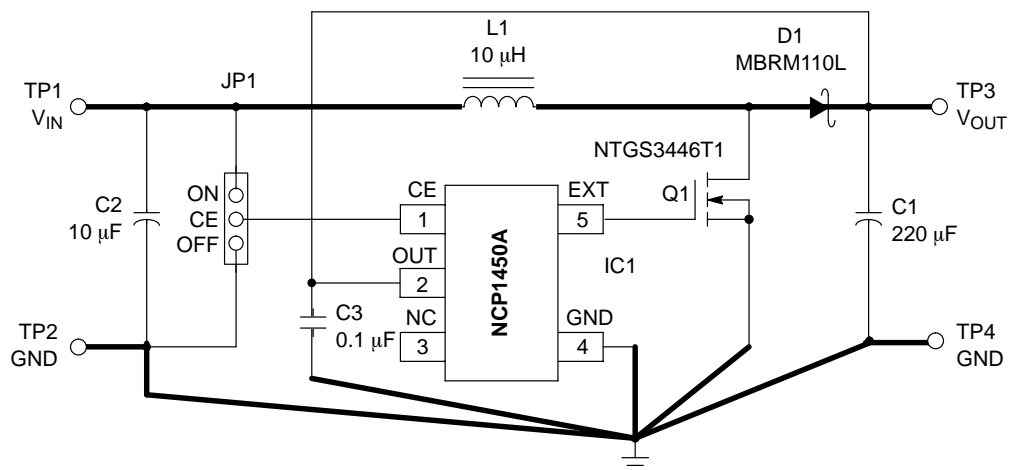 L1
10 μH
D1
MBRM110L
TP1
VIN
JP1
TP3
VOUT
NTGS3446T1
ON
CE
OFF
C2
10 μF
CE
1
EXT
5
Q1
C1
220 μF
OUT
2
IC1
NCP1450A
C3
0.1 μF
NC
3
GND
4
TP2
GND
TP4
GND